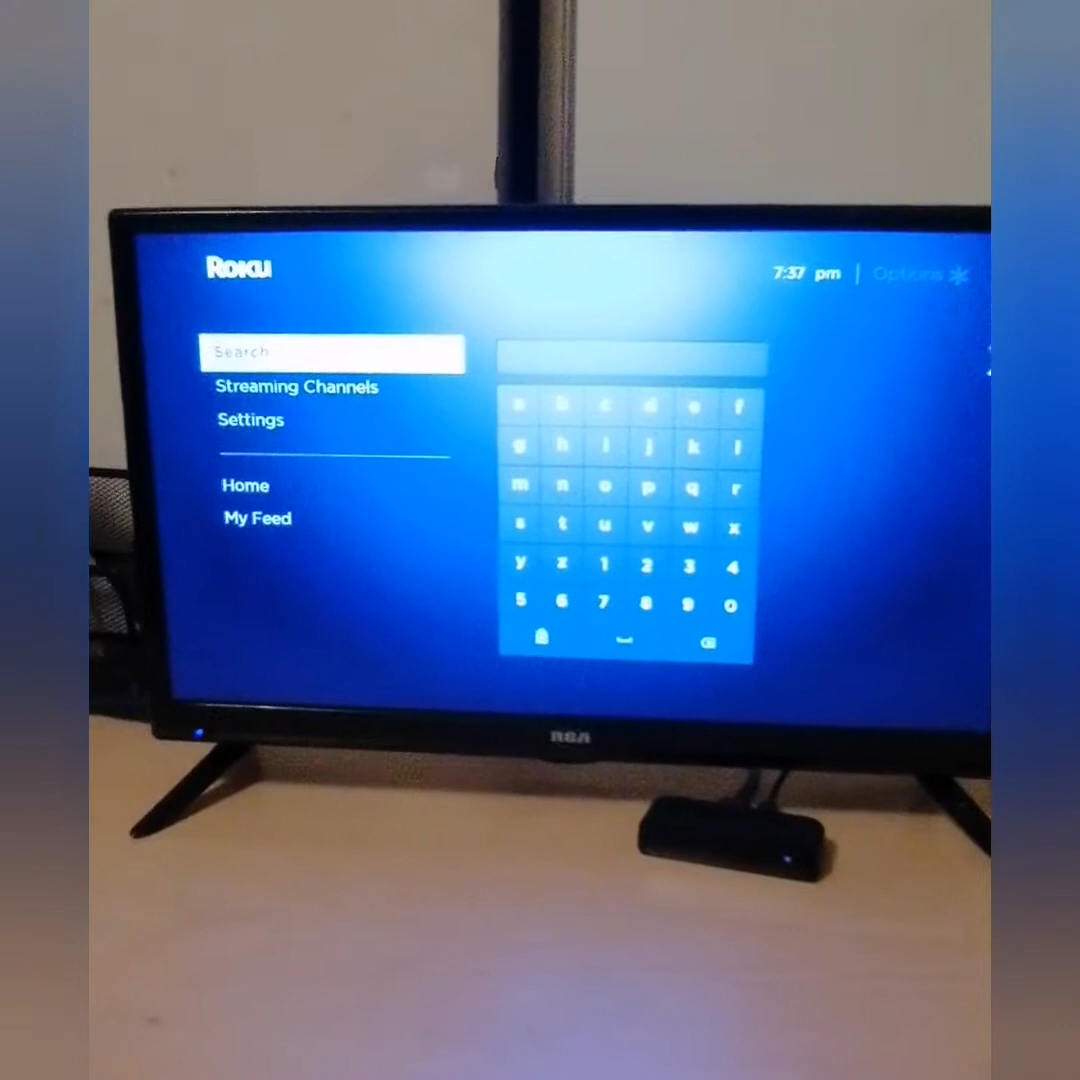 Roku
7:37 pm | Options
Search
Streaming Channels
Settings
Home
My Feed
a b c d e f
g h i j k l
m n o p q r
s t u v w x
y z 1 2 3 4
5 6 7 8 9 0
RCA